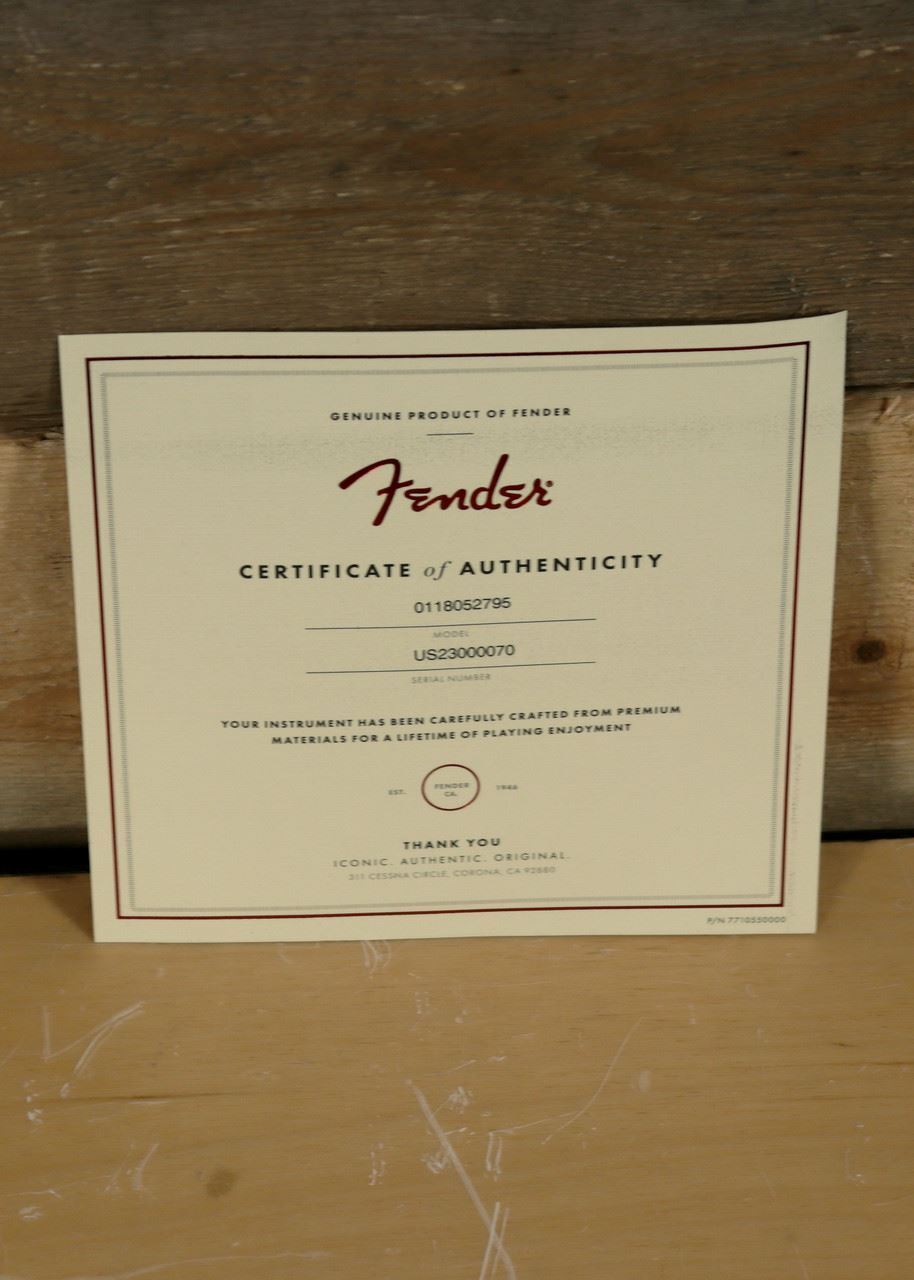 GENUINE PRODUCT OF FENDER
Fender
CERTIFICATE of AUTHENTICITY
0118052795
MODEL
US23000070
SERIAL NUMBER
YOUR INSTRUMENT HAS BEEN CAREFULLY CRAFTED FROM PREMIUM
MATERIALS FOR A LIFETIME OF PLAYING ENJOYMENT
EST. FENDER CA. 1946
THANK YOU
ICONIC. AUTHENTIC. ORIGINAL.
311 CESSNA CIRCLE, CORONA, CA 92880
P/N 7710550000